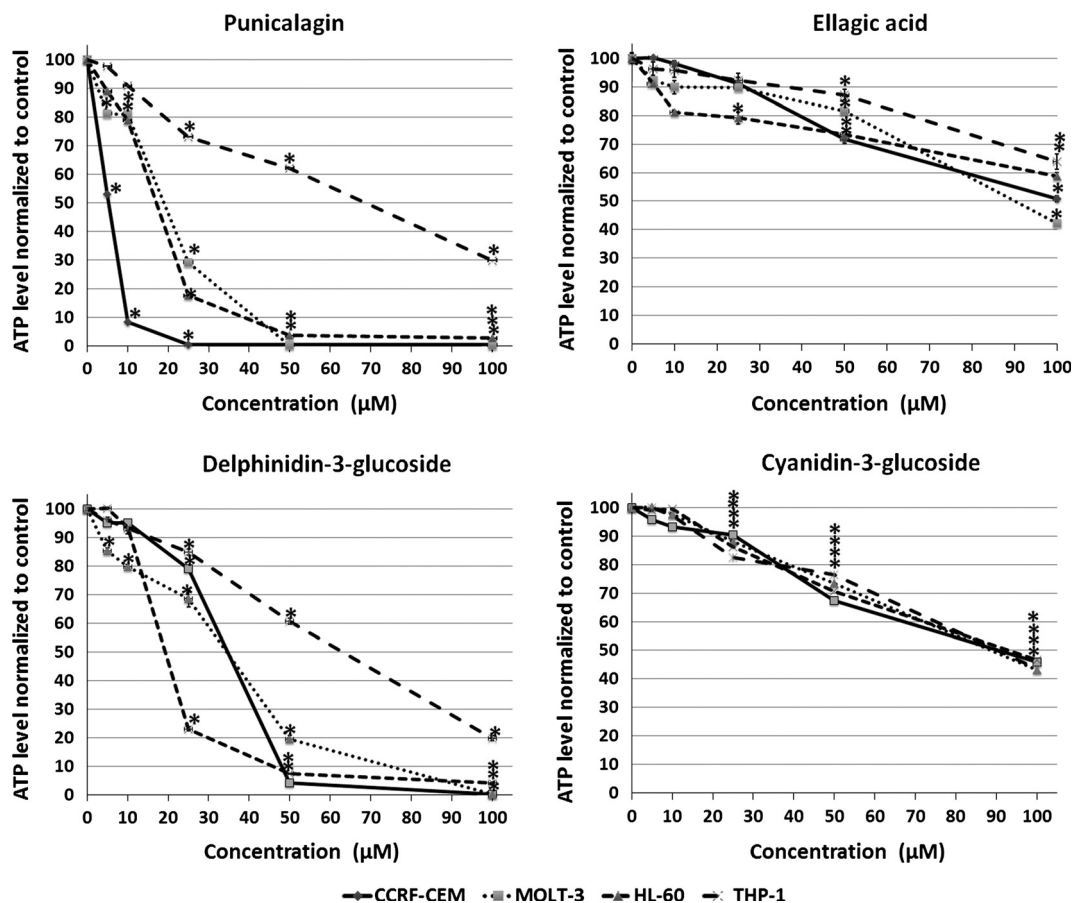 Punicalagin
ATP level normalized to control
100
90
80
70
60
50
40
30
20
10
0
0 10 20 30 40 50 60 70 80 90 100
Concentration (µM)
Ellagic acid
ATP level normalized to control
100
90
80
70
60
50
40
30
20
10
0
0 10 20 30 40 50 60 70 80 90 100
Concentration (µM)
Delphinidin-3-glucoside
ATP level normalized to control
100
90
80
70
60
50
40
30
20
10
0
0 10 20 30 40 50 60 70 80 90 100
Concentration (µM)
Cyanidin-3-glucoside
ATP level normalized to control
100
90
80
70
60
50
40
30
20
10
0
0 10 20 30 40 50 60 70 80 90 100
Concentration (µM)
CCRF-CEM MOLT-3 HL-60 THP-1